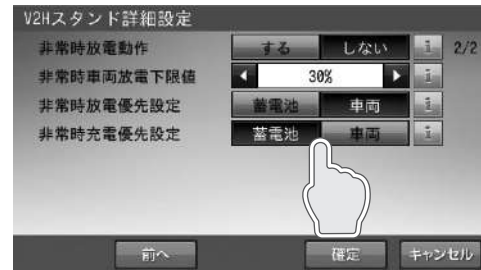 V2Hスタンド詳細設定
非常時放電動作 する しない i 2/2
非常時車両放電下限値 30% i
非常時放電優先設定 蓄電池 車両 i
非常時充電優先設定 蓄電池 車両 i
前へ 確定 キャンセル